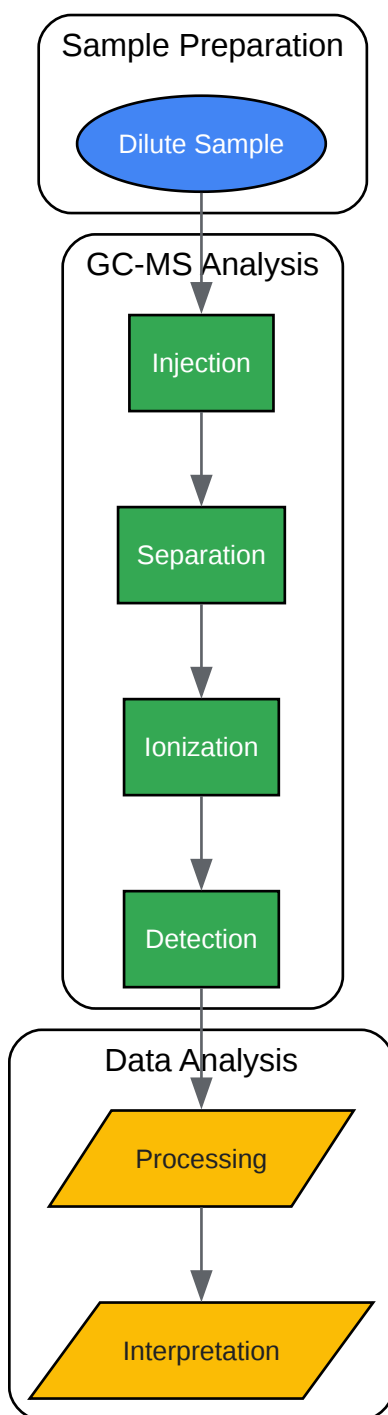 Sample Preparation
Dilute Sample
GC-MS Analysis
Injection
Separation
Ionization
Detection
Data Analysis
Processing
Interpretation